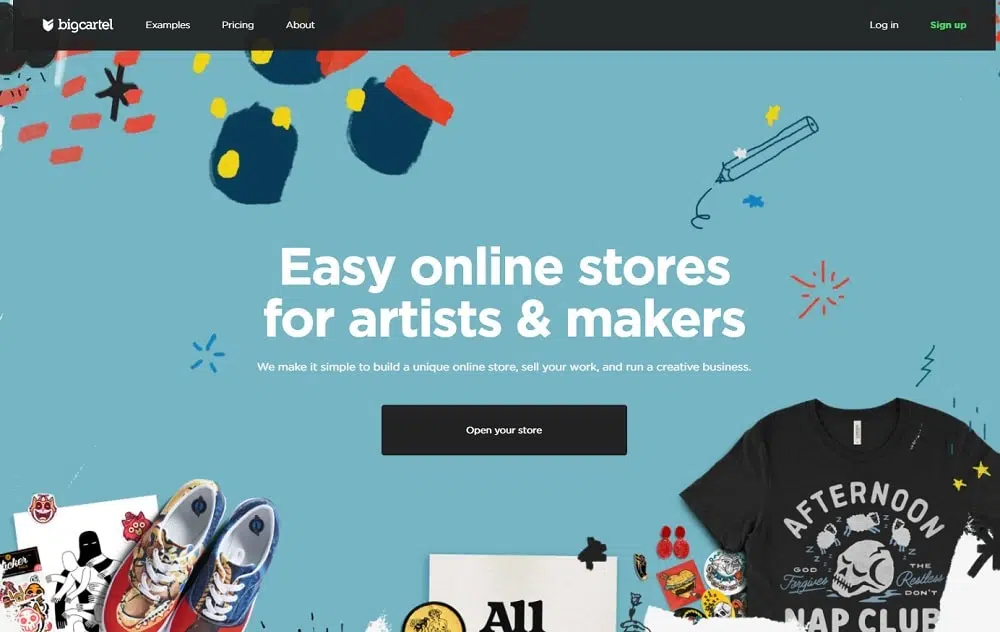 bigcartel
Examples
Pricing
About
Log in
Sign up
Easy online stores
for artists & makers
We make it simple to build a unique online store, sell your work, and run a creative business.
Open your store
AFTERNOON
Z Z Z Z
GOD THE
Forgives Restless
DON'T
NAP CLUB
All